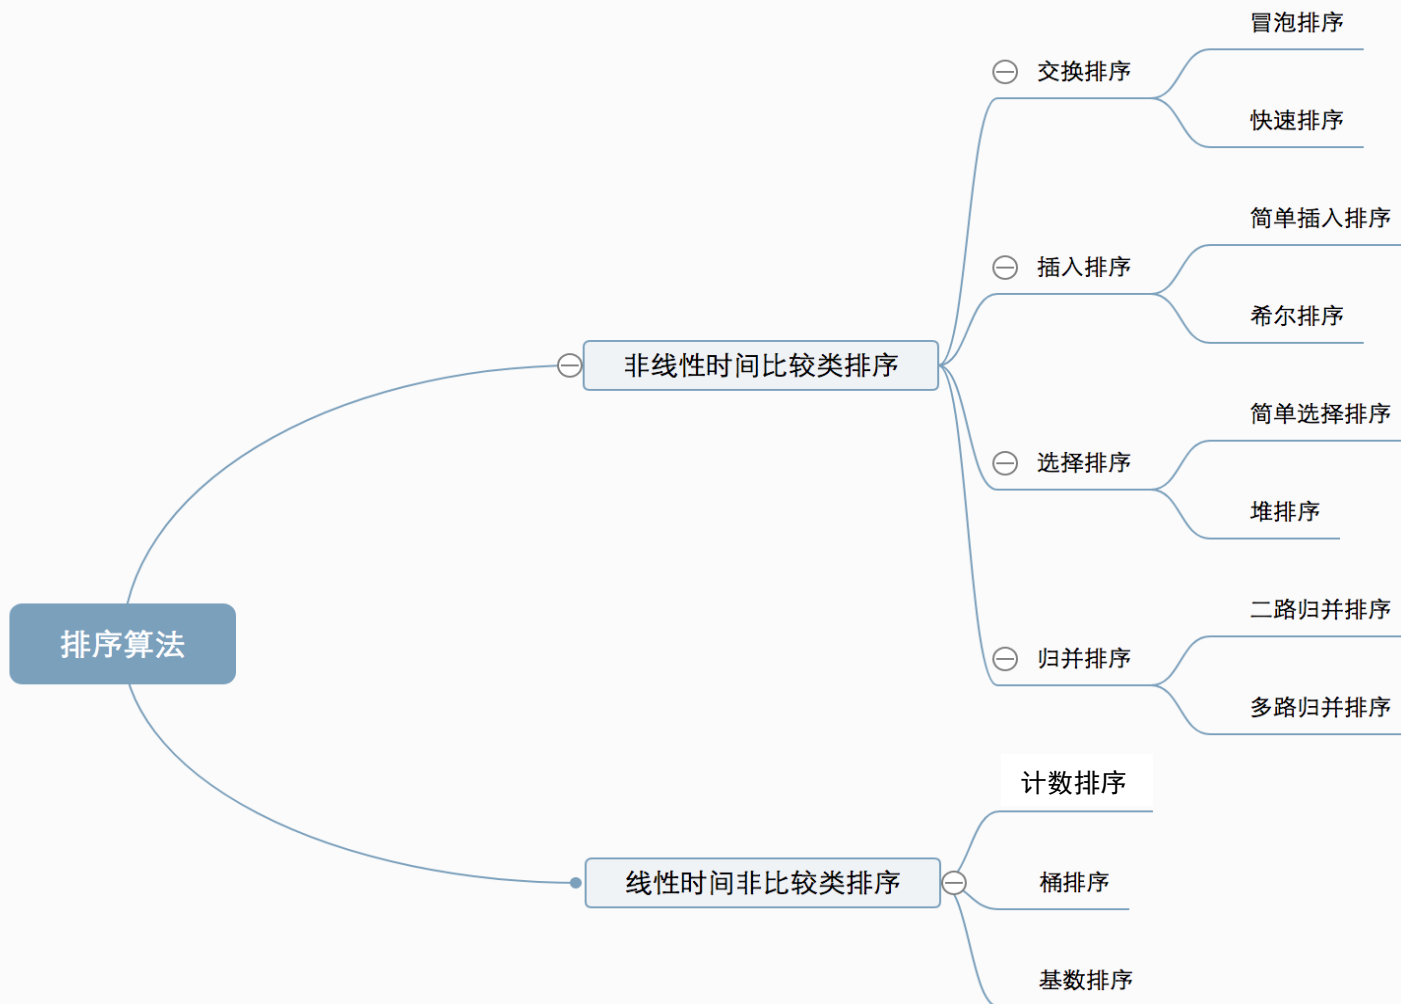 排序算法
非线性时间比较类排序
交换排序
冒泡排序
快速排序
插入排序
简单插入排序
希尔排序
选择排序
简单选择排序
堆排序
归并排序
二路归并排序
多路归并排序
线性时间非比较类排序
计数排序
桶排序
基数排序